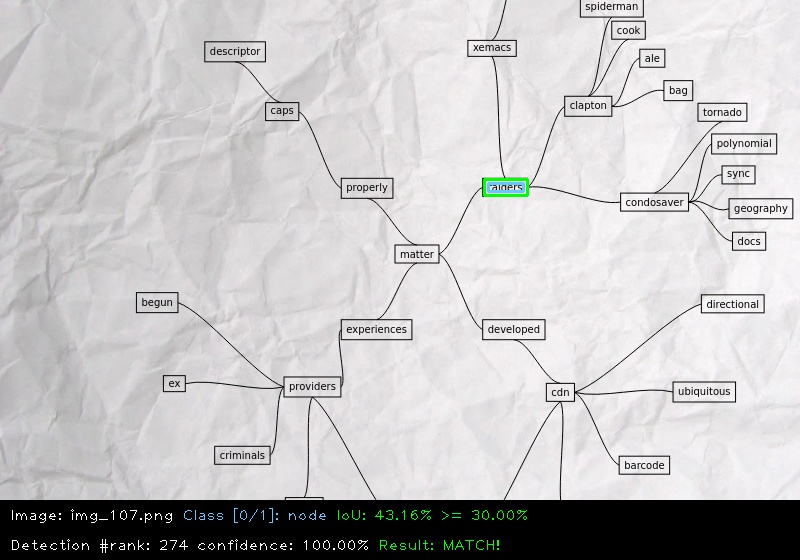 spiderman
cook
xemacs
descriptor
ale
bag
clapton
caps
tornado
polynomial
sync
properly
condosaver
geography
docs
matter
begun
directional
experiences
developed
ex
providers
cdn
ubiquitous
criminals
barcode
Image: img_107.png Class [0/1]: node IoU: 43.16% >= 30.00%
Detection #rank: 274 confidence: 100.00% Result: MATCH!